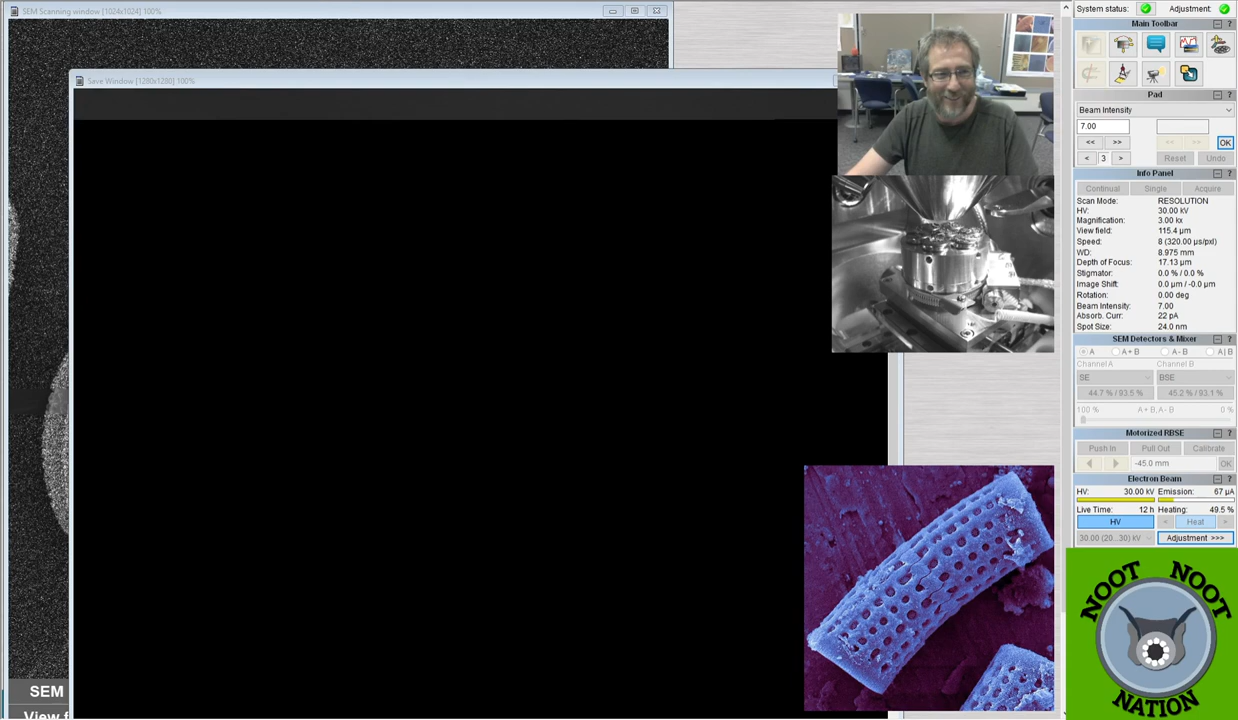 SEM Scanning window [1024x1024] 100%
Save Window [1280x1280] 100%
SEM
View f
System status:
Adjustment:
Main Toolbar
?
Pad
?
Beam Intensity
7.00
<< >>
<< >>
OK
< 3 >
Reset Undo
Info Panel
?
Continual Single Acquire
Scan Mode: RESOLUTION
HV: 30.00 kV
Magnification: 3.00 kx
View field: 115.4 µm
Speed: 8 (320.00 µs/pxl)
WD: 8.975 mm
Depth of Focus: 17.13 µm
Stigmator: 0.0 % / 0.0 %
Image Shift: 0.0 µm / -0.0 µm
Rotation: 0.00 deg
Beam Intensity: 7.00
Absorb. Curr: 22 pA
Spot Size: 24.0 nm
SEM Detectors & Mixer
?
A A+B A-B A|B
Channel A Channel B
SE BSE
44.7 % / 93.5 % 45.2 % / 93.1 %
100 % A+B,A-B 0 %
Motorized RBSE
?
Push In Pull Out Calibrate
-45.0 mm OK
Electron Beam
?
HV: 30.00 kV Emission: 67 µA
Live Time: 12 h Heating: 49.5 %
HV < Heat >
30.00 (20...30) kV Adjustment >>>
NOOT NOOT
NATION